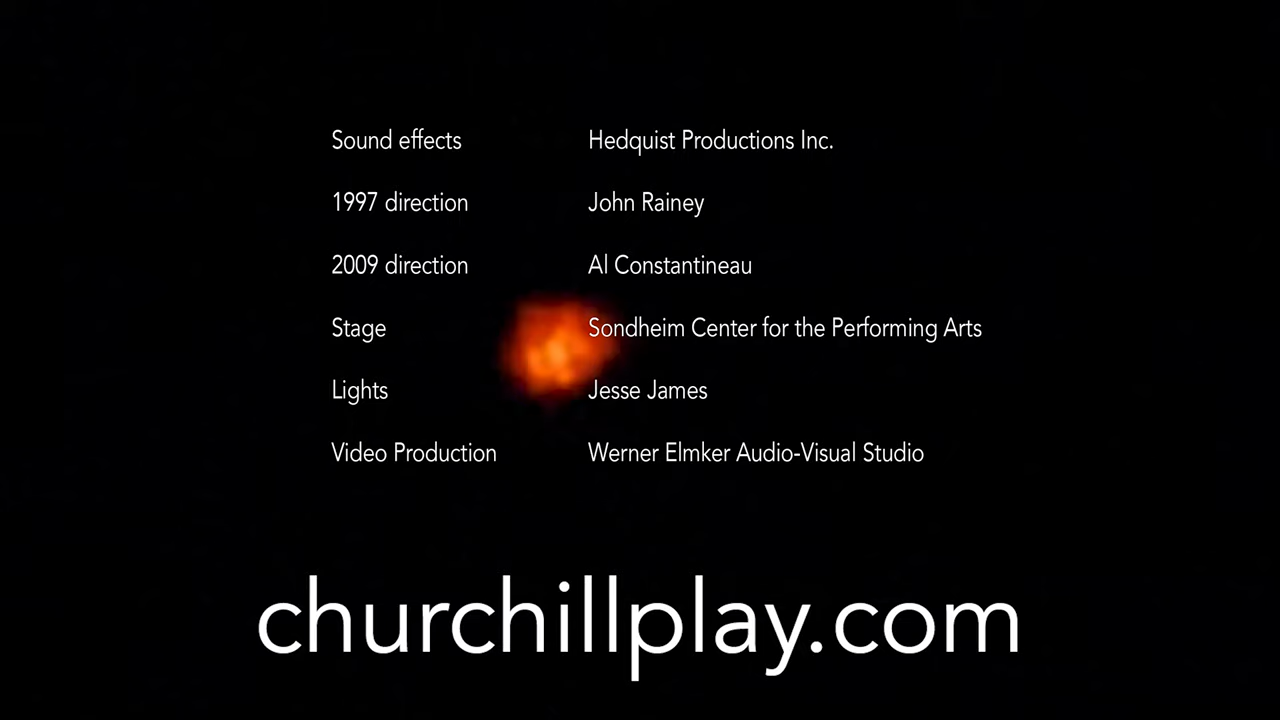 Sound effects Hedquist Productions Inc.
1997 direction John Rainey
2009 direction Al Constantineau
Stage Sondheim Center for the Performing Arts
Lights Jesse James
Video Production Werner Elmker Audio-Visual Studio
churchillplay.com